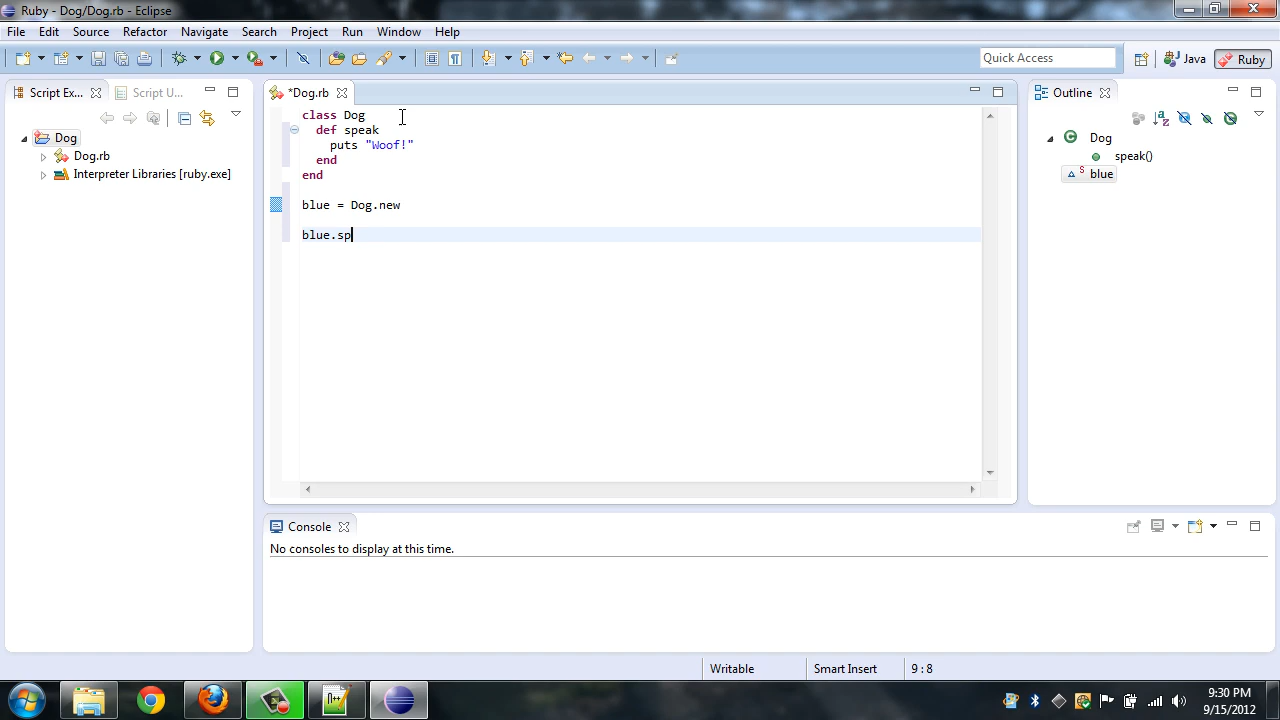 Ruby - Dog/Dog.rb - Eclipse
File Edit Source Refactor Navigate Search Project Run Window Help
Quick Access
Java
Ruby
Script Ex...
Script U...
Dog
Dog.rb
Interpreter Libraries [ruby.exe]
*Dog.rb
class Dog
def speak
puts "Woof!"
end
end
blue = Dog.new
blue.sp
Outline
Dog
speak()
S
blue
Console
No consoles to display at this time.
Writable
Smart Insert
9 : 8
9:30 PM
9/15/2012